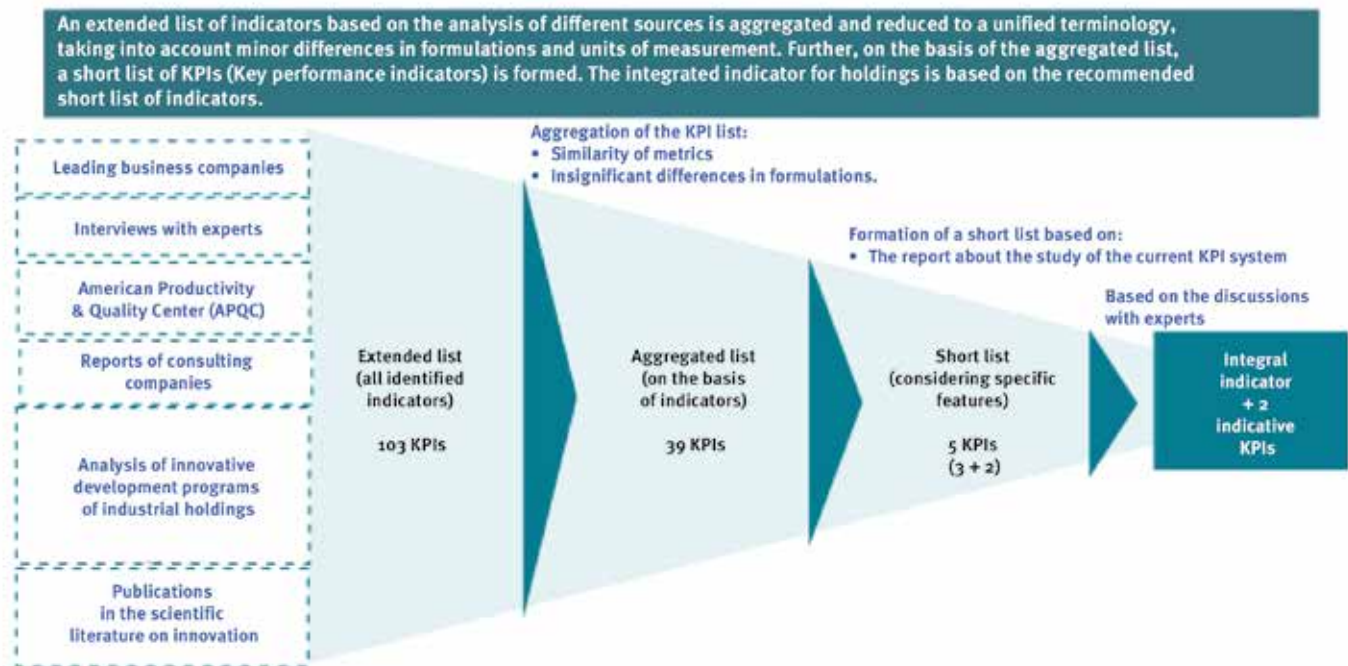 An extended list of indicators based on the analysis of different sources is aggregated and reduced to a unified terminology,
taking into account minor differences in formulations and units of measurement. Further, on the basis of the aggregated list,
a short list of KPIs (Key performance indicators) is formed. The integrated indicator for holdings is based on the recommended
short list of indicators.
Leading business companies
Interviews with experts
American Productivity
& Quality Center (APQC)
Reports of consulting
companies
Analysis of innovative
development programs
of industrial holdings
Publications
in the scientific
literature on innovation
Extended list
(all identified
indicators)
103 KPIs
Aggregation of the KPI list:
• Similarity of metrics
• Insignificant differences in formulations.
Aggregated list
(on the basis
of indicators)
39 KPIs
Formation of a short list based on:
• The report about the study of the current KPI system
Short list
(considering specific
features)
5 KPIs
(3 + 2)
Based on the discussions
with experts
Integral
indicator
+ 2
indicative
KPIs